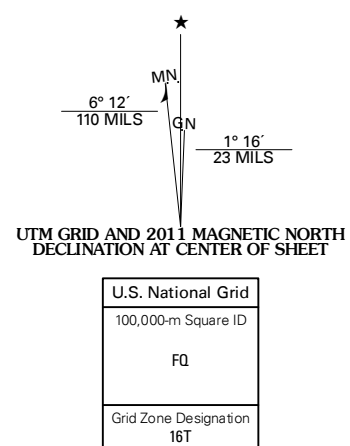 ★
MN
GN
6° 12´
110 MILS
1° 16´
23 MILS
UTM GRID AND 2011 MAGNETIC NORTH
DECLINATION AT CENTER OF SHEET
U.S. National Grid
100,000-m Square ID
FQ
Grid Zone Designation
16T